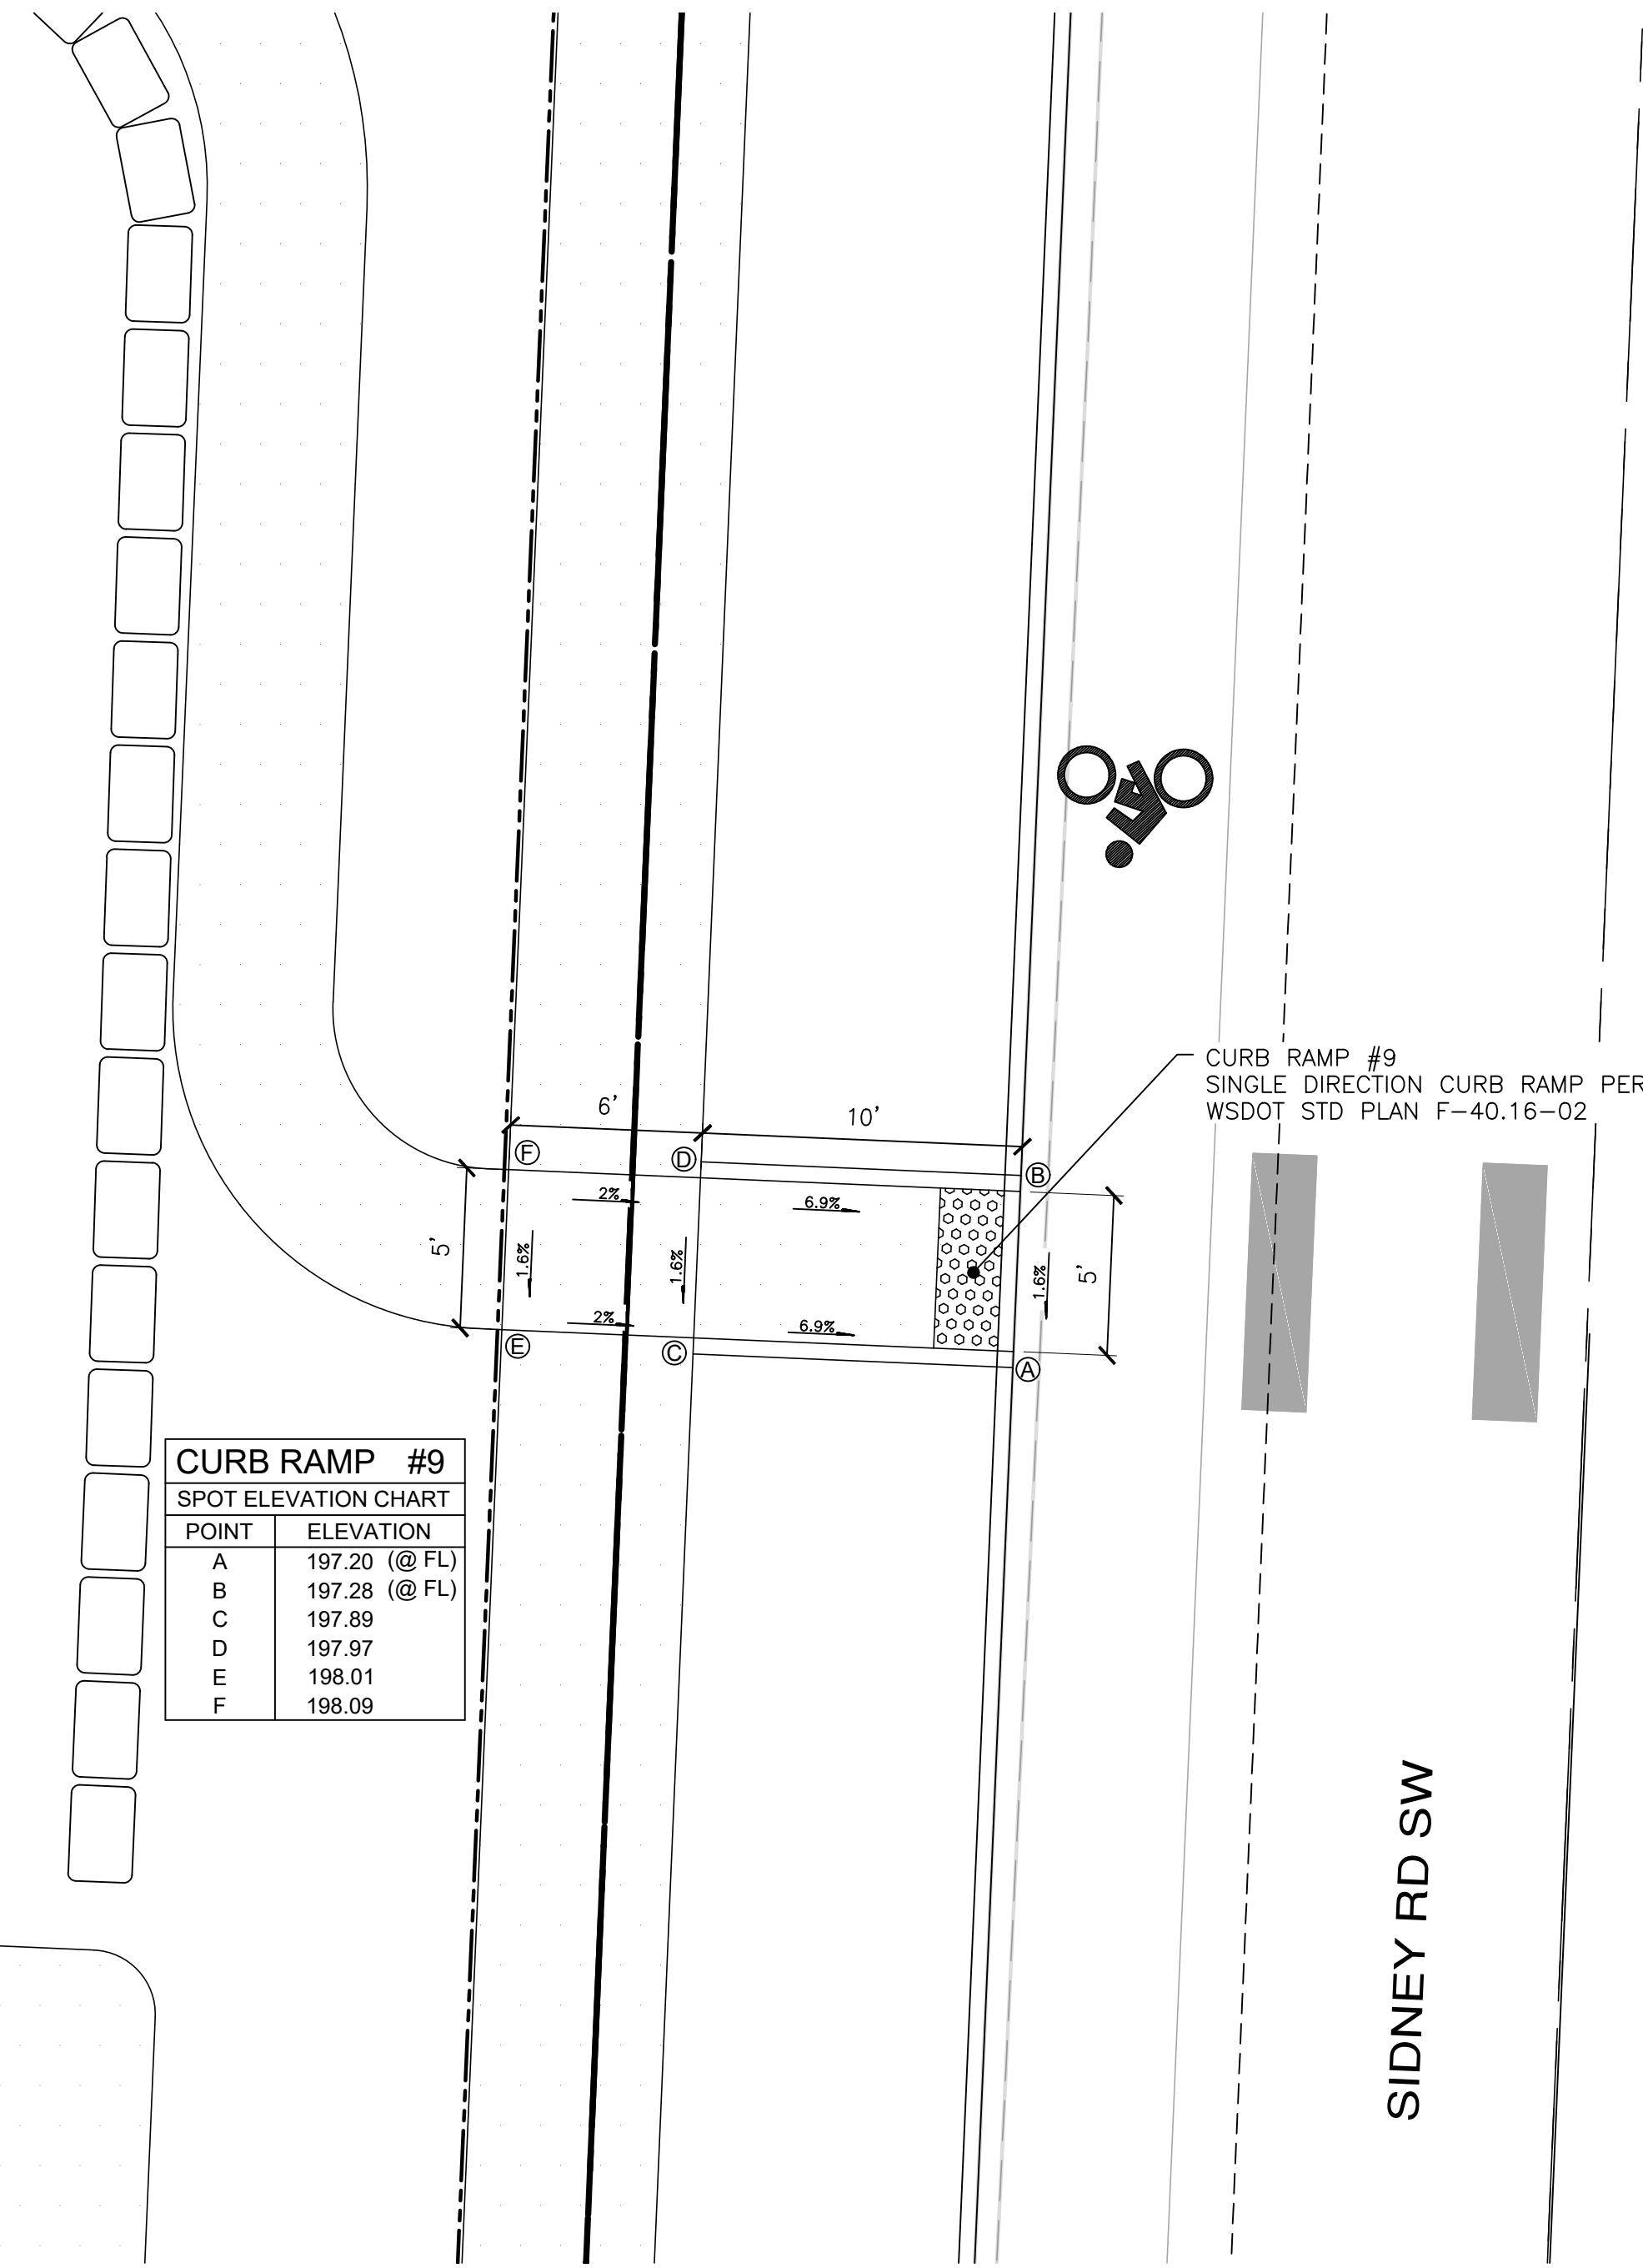 CURB RAMP #9
SINGLE DIRECTION CURB RAMP PER
WSDOT STD PLAN F-40.16-02
6'
10'
F
D
B
2%
6.9%
5'
1.6%
1.6%
1.6%
5'
2%
6.9%
E
C
A
CURB RAMP #9
SPOT ELEVATION CHART
POINT ELEVATION
A 197.20 (@ FL)
B 197.28 (@ FL)
C 197.89
D 197.97
E 198.01
F 198.09
SIDNEY RD SW